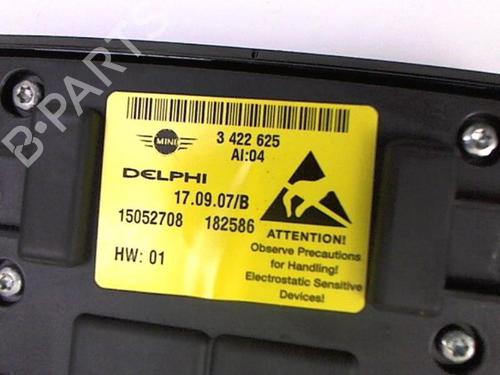 B-PARTS
MINI
3 422 625
AI:04
DELPHI
17.09.07/B
15052708 182586
HW: 01
ATTENTION!
Observe Precautions
for Handling!
Electrostatic Sensitive
Devices!